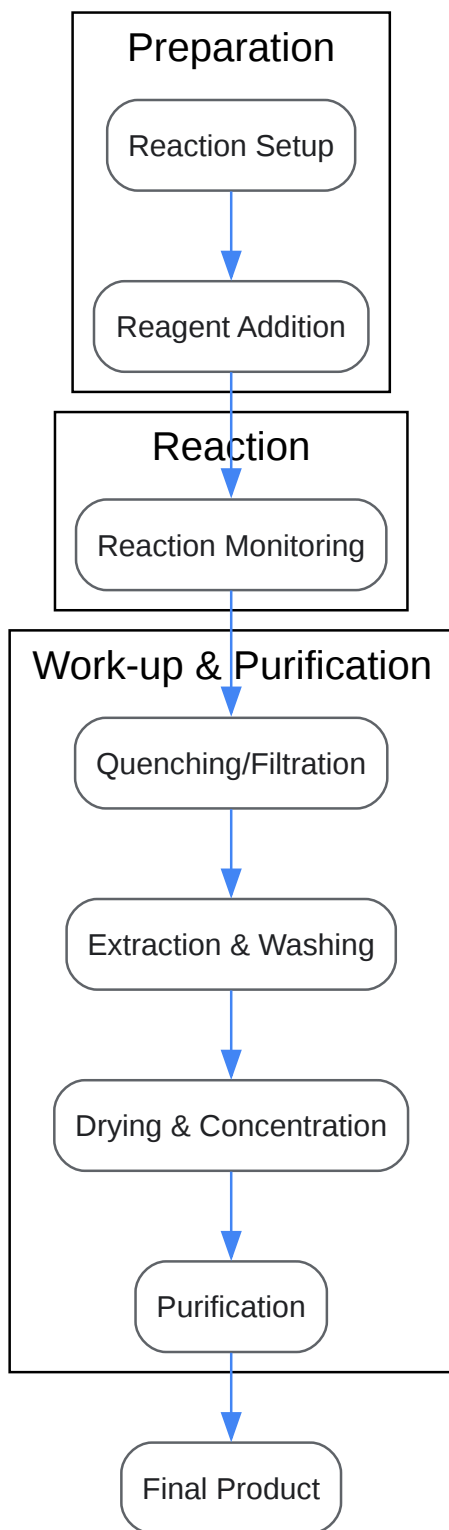 Preparation
Reaction Setup
Reagent Addition
Reaction
Reaction Monitoring
Work-up & Purification
Quenching/Filtration
Extraction & Washing
Drying & Concentration
Purification
Final Product